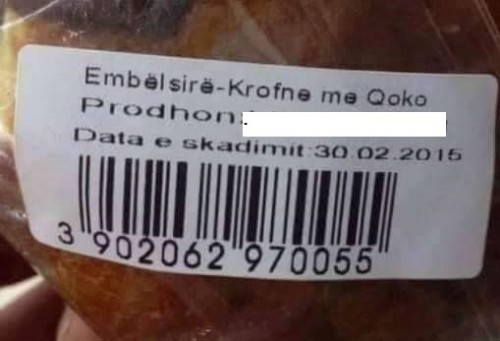 Embëlsirë-Krofne me Qoko
Prodhon:
Data e skadimit:30.02.2015
3 902062 970055